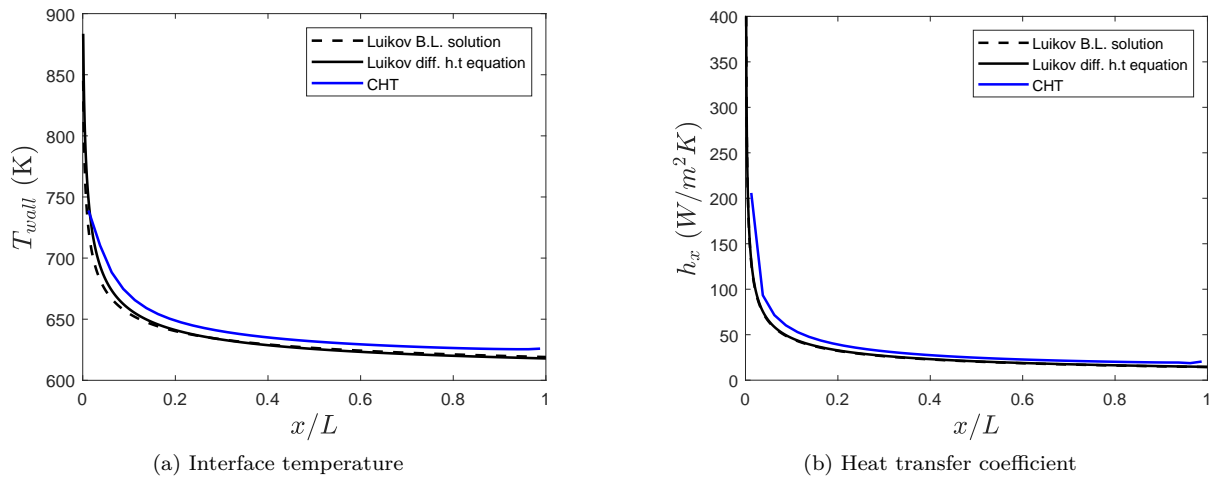 900
850
800
750
700
650
600
T_wall (K)
0 0.2 0.4 0.6 0.8 1
x/L
Luikov B.L. solution
Luikov diff. h.t equation
CHT
(a) Interface temperature
400
350
300
250
200
150
100
50
0
h_x (W/m^2K)
0 0.2 0.4 0.6 0.8 1
x/L
Luikov B.L. solution
Luikov diff. h.t equation
CHT
(b) Heat transfer coefficient